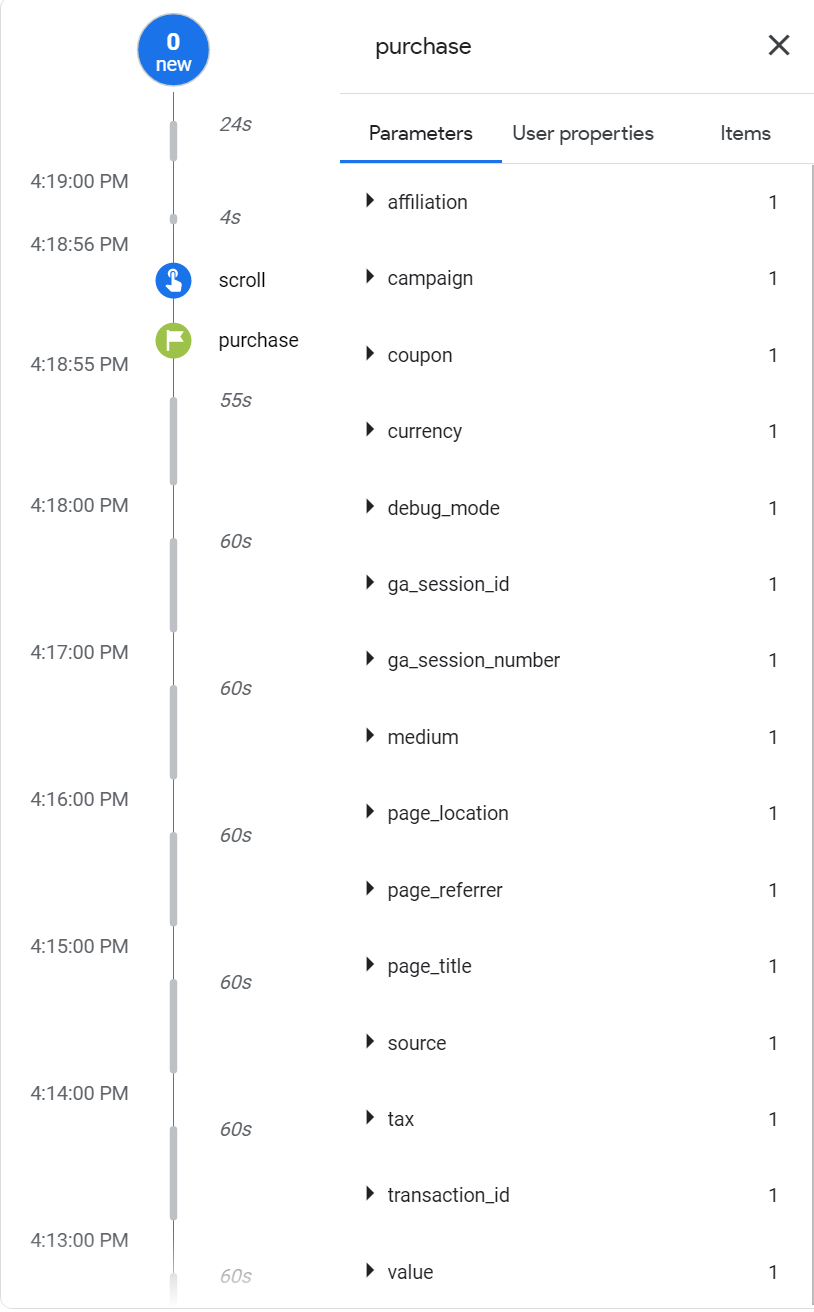 0
new
24s
4:19:00 PM
4s
4:18:56 PM
scroll
purchase
4:18:55 PM
55s
4:18:00 PM
60s
4:17:00 PM
60s
4:16:00 PM
60s
4:15:00 PM
60s
4:14:00 PM
60s
4:13:00 PM
60s
purchase
Parameters User properties Items
affiliation 1
campaign 1
coupon 1
currency 1
debug_mode 1
ga_session_id 1
ga_session_number 1
medium 1
page_location 1
page_referrer 1
page_title 1
source 1
tax 1
transaction_id 1
value 1